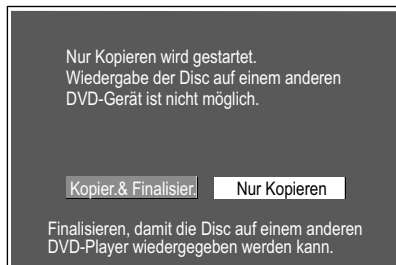 Nur Kopieren wird gestartet.
Wiedergabe der Disc auf einem anderen
DVD-Gerät ist nicht möglich.
Kopier.& Finalisier.
Nur Kopieren
Finalisieren, damit die Disc auf einem anderen
DVD-Player wiedergegeben werden kann.